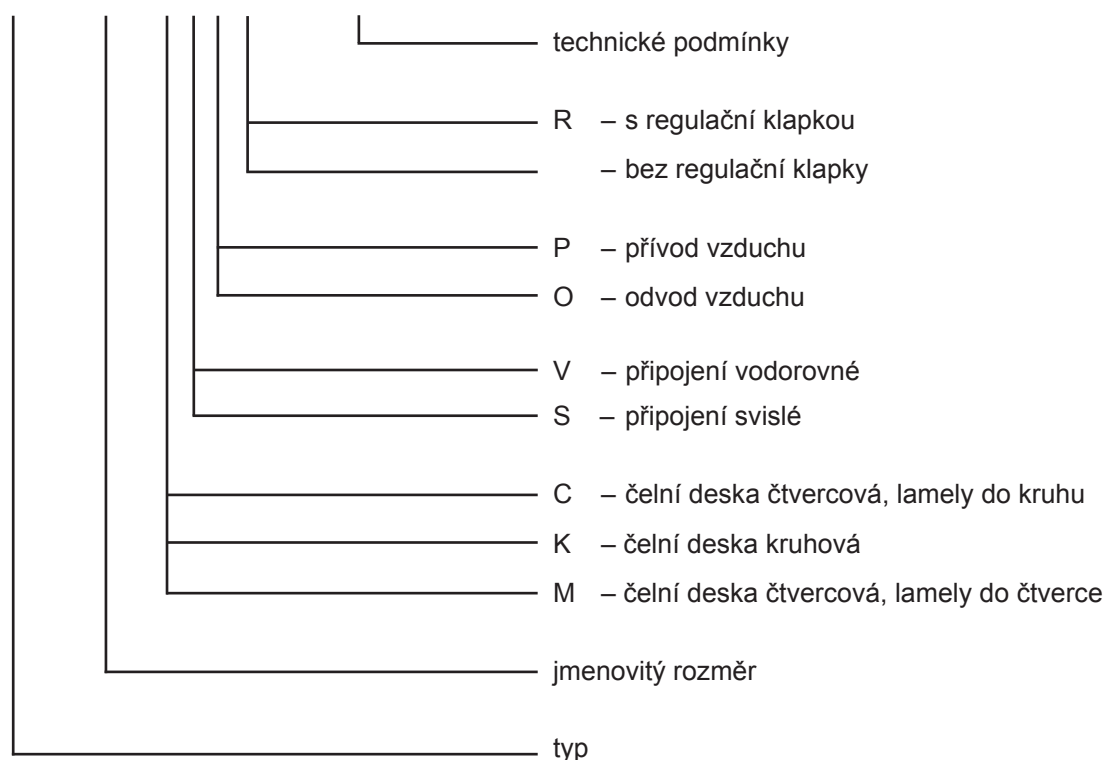 technické podmínky
R – s regulační klapkou
– bez regulační klapky
P – přívod vzduchu
O – odvod vzduchu
V – připojení vodorovné
S – připojení svislé
C – čelní deska čtvercová, lamely do kruhu
K – čelní deska kruhová
M – čelní deska čtvercová, lamely do čtverce
jmenovitý rozměr
typ